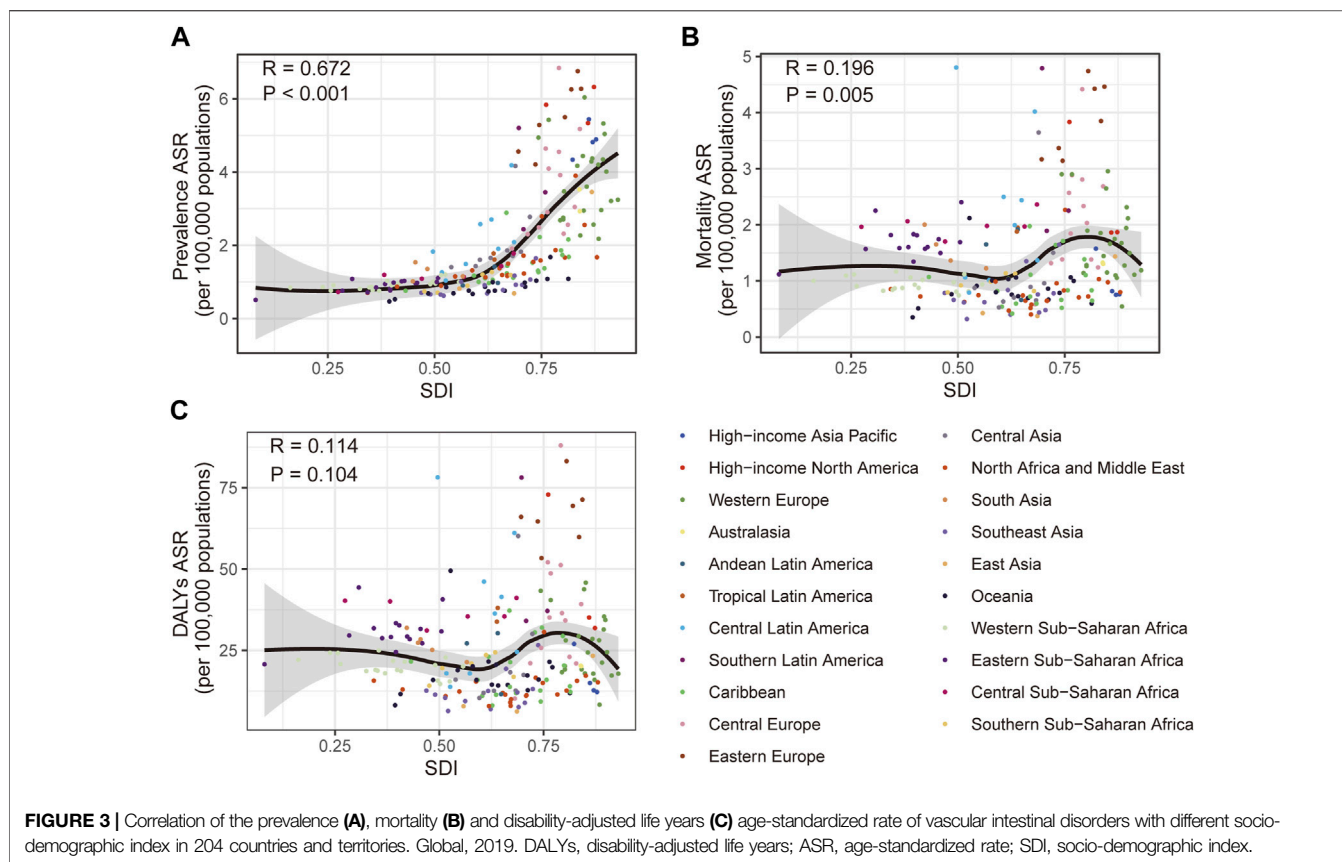 A
R = 0.672
P < 0.001
Prevalence ASR
(per 100,000 populations)
6
4
2
0
0.25
0.50
0.75
SDI
B
R = 0.196
P = 0.005
Mortality ASR
(per 100,000 populations)
5
4
3
2
1
0
0.25
0.50
0.75
SDI
C
R = 0.114
P = 0.104
DALYs ASR
(per 100,000 populations)
75
50
25
0.25
0.50
0.75
SDI
High−income Asia Pacific
High−income North America
Western Europe
Australasia
Andean Latin America
Tropical Latin America
Central Latin America
Southern Latin America
Caribbean
Central Europe
Eastern Europe
Central Asia
North Africa and Middle East
South Asia
Southeast Asia
East Asia
Oceania
Western Sub−Saharan Africa
Eastern Sub−Saharan Africa
Central Sub−Saharan Africa
Southern Sub−Saharan Africa
FIGURE 3 | Correlation of the prevalence (A), mortality (B) and disability-adjusted life years (C) age-standardized rate of vascular intestinal disorders with different socio-
demographic index in 204 countries and territories. Global, 2019. DALYs, disability-adjusted life years; ASR, age-standardized rate; SDI, socio-demographic index.